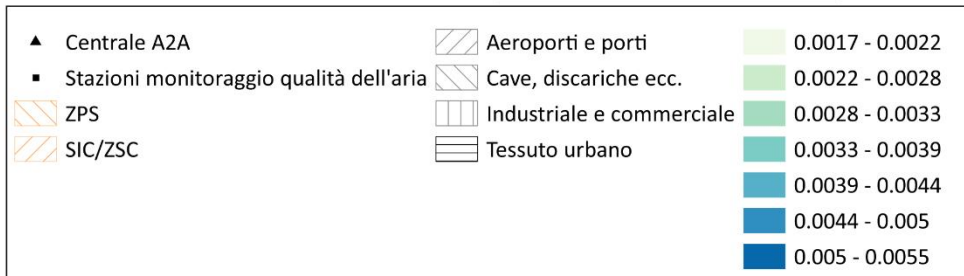 Centrale A2A
Stazioni monitoraggio qualità dell'aria
ZPS
SIC/ZSC
Aeroporti e porti
Cave, discariche ecc.
Industriale e commerciale
Tessuto urbano
0.0017 - 0.0022
0.0022 - 0.0028
0.0028 - 0.0033
0.0033 - 0.0039
0.0039 - 0.0044
0.0044 - 0.005
0.005 - 0.0055